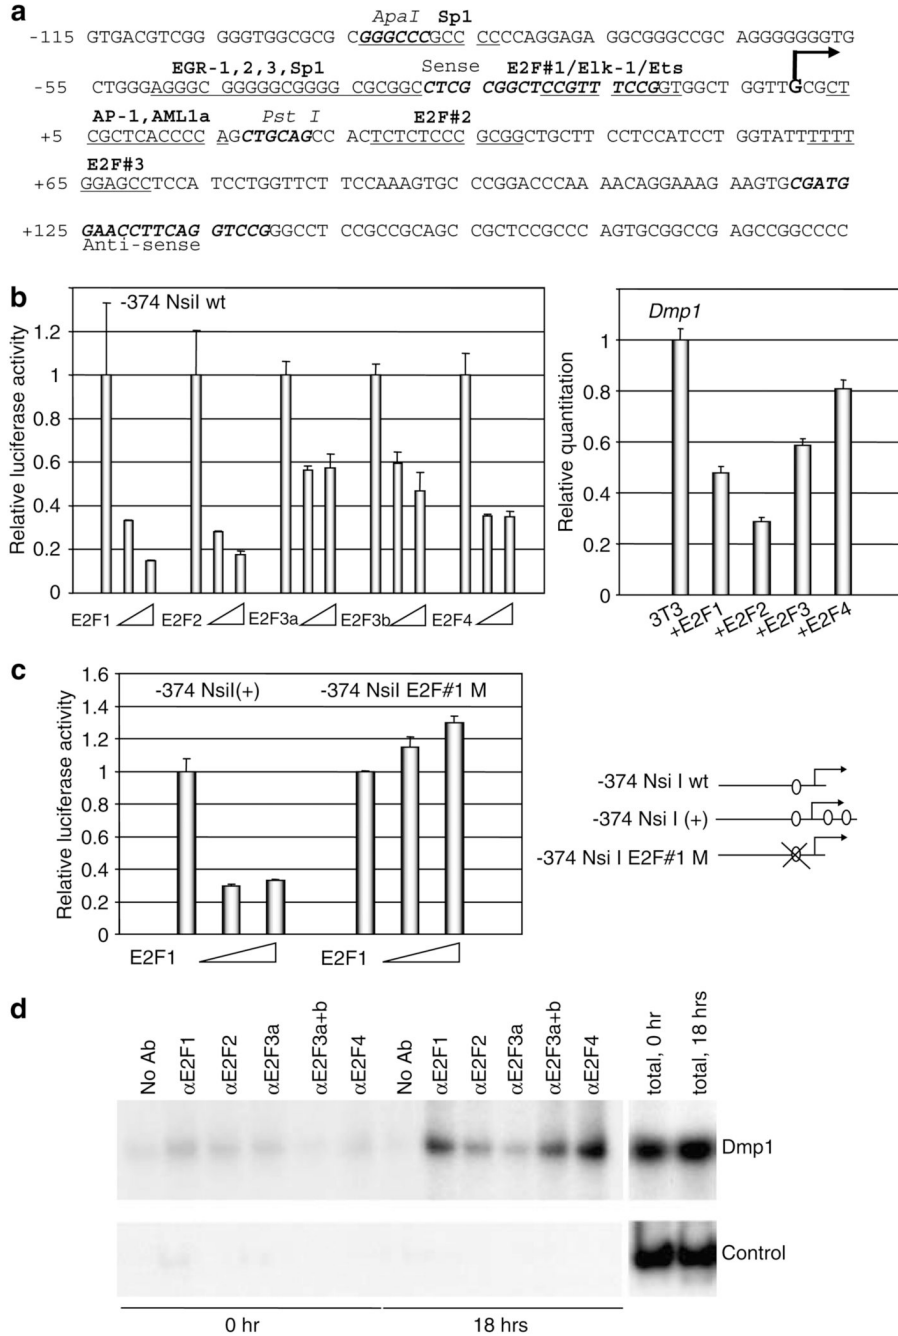 a
ApaI Sp1
-115 GTGACGTCGG GGGTGGCGCG CGGGCCCGCC CCCCAGGAGA GGCGGGCCGC AGGGGGGGTG
EGR-1,2,3,Sp1 Sense E2F#1/Elk-1/Ets
-55 CTGGGAGGGC GGGGGCGGGG CGCGGCCTCG CGGCTCCGTT TCCGGTGGCT GGTTGCGCT
AP-1,AML1a Pst I E2F#2
+5 CGCTCACCCC AGCTGCAGCC ACTCTCTCCC GCGGCTGCTT CTCCATCCCT GGTATTTTTT
E2F#3
+65 GGAGCCTCCA TCCTGGTTCT TCCAAAGTGC CCGGACCCAA AACAGGAAAG AAGTGCGATG
+125 GAACCTTCAG GTCCGGGCCT CCGCCGCAGC CGCTCCGCCC AGTGCGGCCG AGCCGGCCCC
Anti-sense
b
-374 NsiI wt
Relative luciferase activity
1.2
1
0.8
0.6
0.4
0.2
0
E2F1 E2F2 E2F3a E2F3b E2F4
Dmp1
Relative quantitation
1
0.8
0.6
0.4
0.2
0
3T3 +E2F1 +E2F2 +E2F3 +E2F4
c
-374 NsiI(+) -374 NsiI E2F#1 M
Relative luciferase activity
1.6
1.4
1.2
1
0.8
0.6
0.4
0.2
0
E2F1 E2F1
-374 Nsi I wt
-374 Nsi I (+)
-374 Nsi I E2F#1 M
d
No Ab αE2F1 αE2F2 αE2F3a αE2F3a+b αE2F4 No Ab αE2F1 αE2F2 αE2F3a αE2F3a+b αE2F4 total, 0 hr total, 18 hrs
Dmp1
Control
0 hr 18 hrs